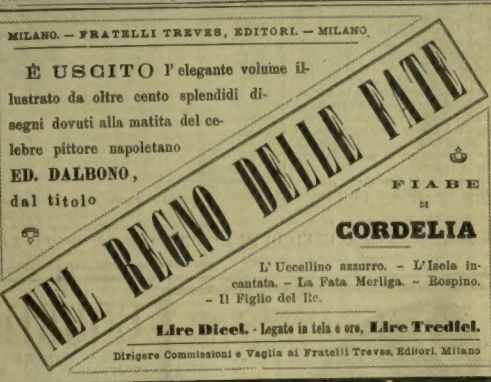 MILANO. — FRATELLI TREVES, EDITORI. — MILANO.
È USCITO l'elegante volume il-
lustrato da oltre cento splendidi di-
segni dovuti alla matita del ce-
lebre pittore napoletano
ED. DALBONO,
dal titolo
NEL REGNO DELLE FATE
FIABE
DI
CORDELIA
L'Uccellino azzurro. — L'Isola in-
cantata. — La Fata Merliga. — Rospino.
— Il Figlio del Re.
Lire Dieci. - Legato in tela e oro, Lire Tredici.
Dirigere Commissioni e Vaglia ai Fratelli Treves, Editori, Milano